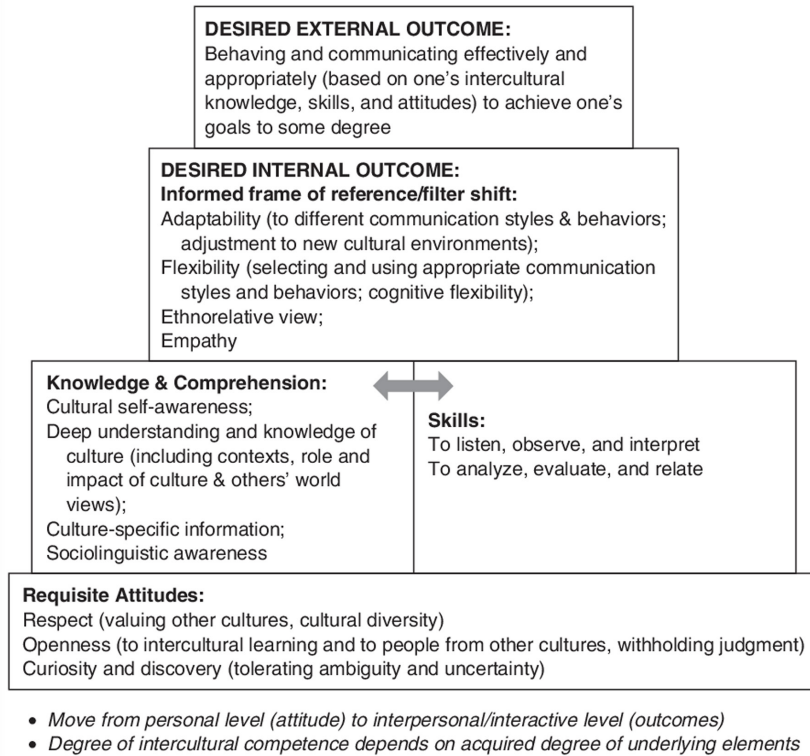 DESIRED EXTERNAL OUTCOME:
Behaving and communicating effectively and
appropriately (based on one’s intercultural
knowledge, skills, and attitudes) to achieve one’s
goals to some degree
DESIRED INTERNAL OUTCOME:
Informed frame of reference/filter shift:
Adaptability (to different communication styles & behaviors;
adjustment to new cultural environments);
Flexibility (selecting and using appropriate communication
styles and behaviors; cognitive flexibility);
Ethnorelative view;
Empathy
Knowledge & Comprehension:
Cultural self-awareness;
Deep understanding and knowledge of
culture (including contexts, role and
impact of culture & others’ world
views);
Culture-specific information;
Sociolinguistic awareness
Skills:
To listen, observe, and interpret
To analyze, evaluate, and relate
Requisite Attitudes:
Respect (valuing other cultures, cultural diversity)
Openness (to intercultural learning and to people from other cultures, withholding judgment)
Curiosity and discovery (tolerating ambiguity and uncertainty)
• Move from personal level (attitude) to interpersonal/interactive level (outcomes)
• Degree of intercultural competence depends on acquired degree of underlying elements